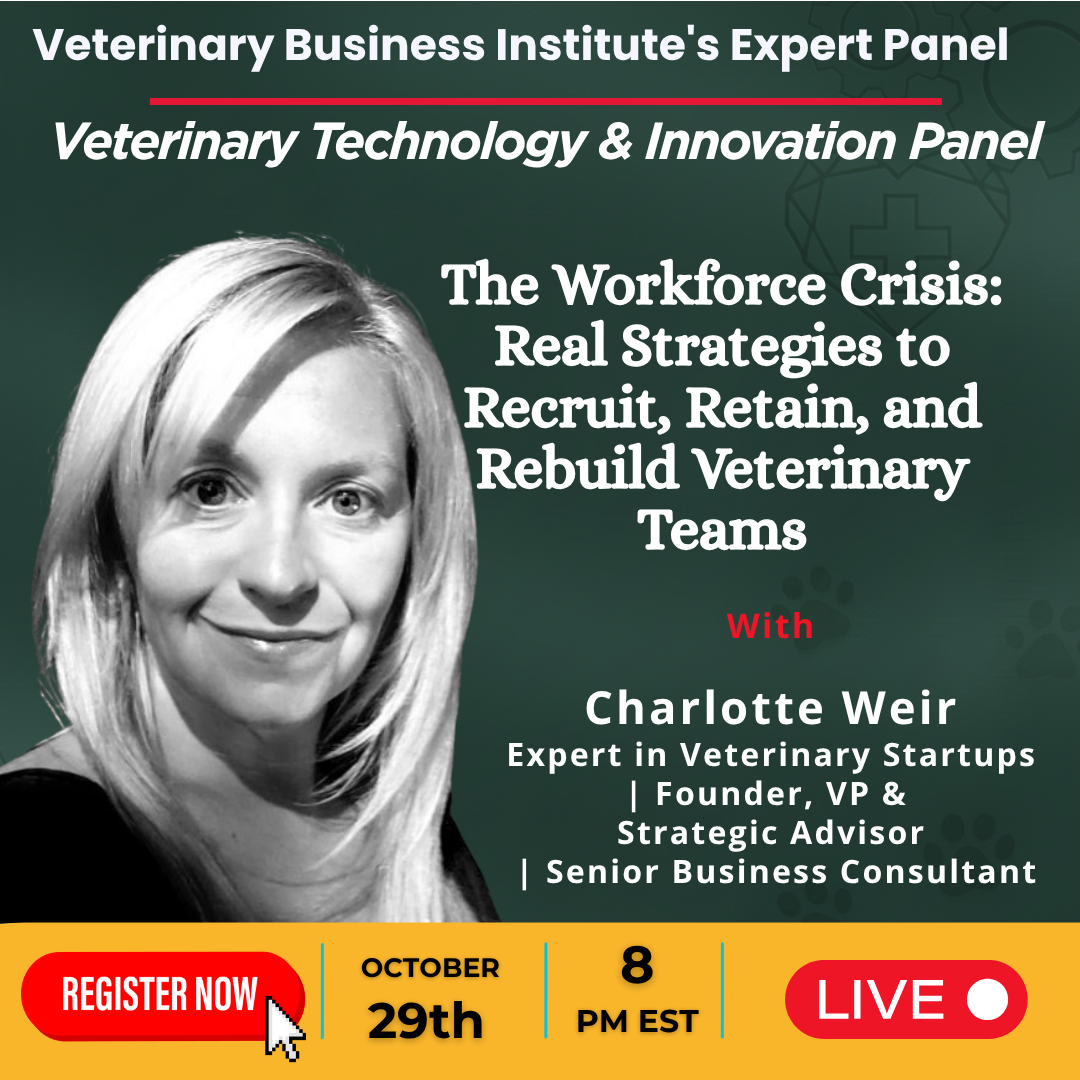 Veterinary Business Institute's Expert Panel
Veterinary Technology & Innovation Panel
The Workforce Crisis:
Real Strategies to
Recruit, Retain, and
Rebuild Veterinary
Teams
With
Charlotte Weir
Expert in Veterinary Startups
| Founder, VP &
Strategic Advisor
| Senior Business Consultant
REGISTER NOW
OCTOBER
29th
8
PM EST
LIVE